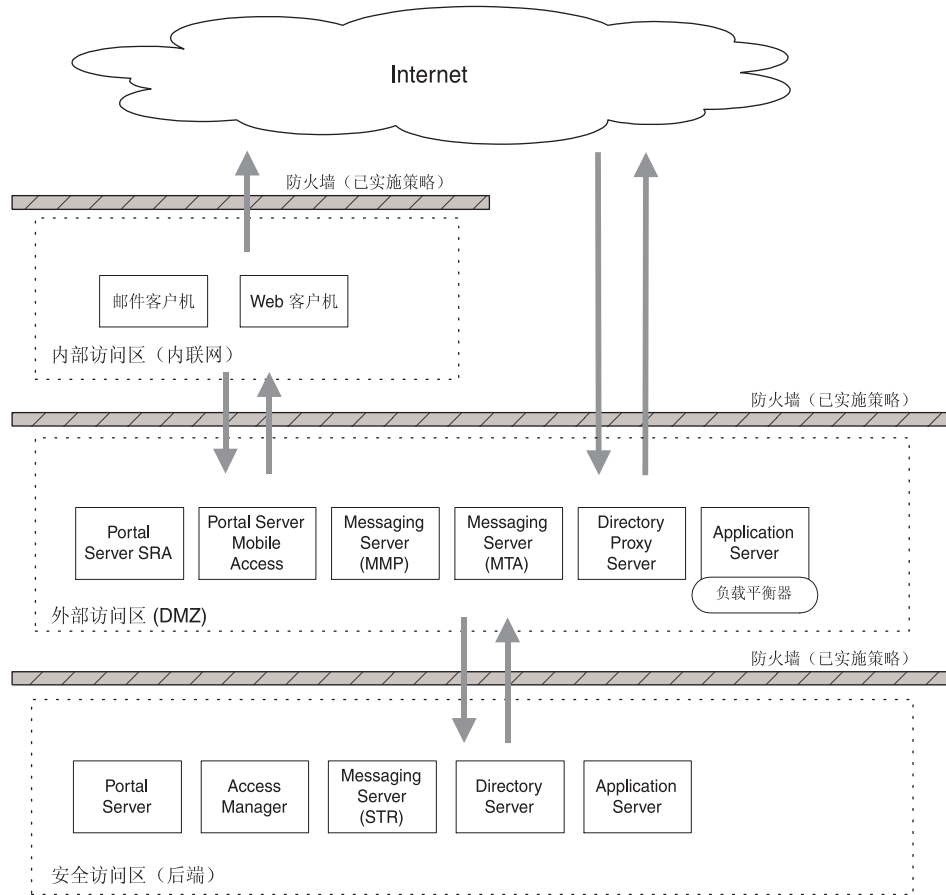 Internet
防火墙（已实施策略）
邮件客户机
Web 客户机
内部访问区（内联网）
防火墙（已实施策略）
Portal
Server SRA
Portal Server
Mobile
Access
Messaging
Server
(MMP)
Messaging
Server
(MTA)
Directory
Proxy
Server
Application
Server
负载平衡器
外部访问区 (DMZ)
防火墙（已实施策略）
Portal
Server
Access
Manager
Messaging
Server
(STR)
Directory
Server
Application
Server
安全访问区（后端）